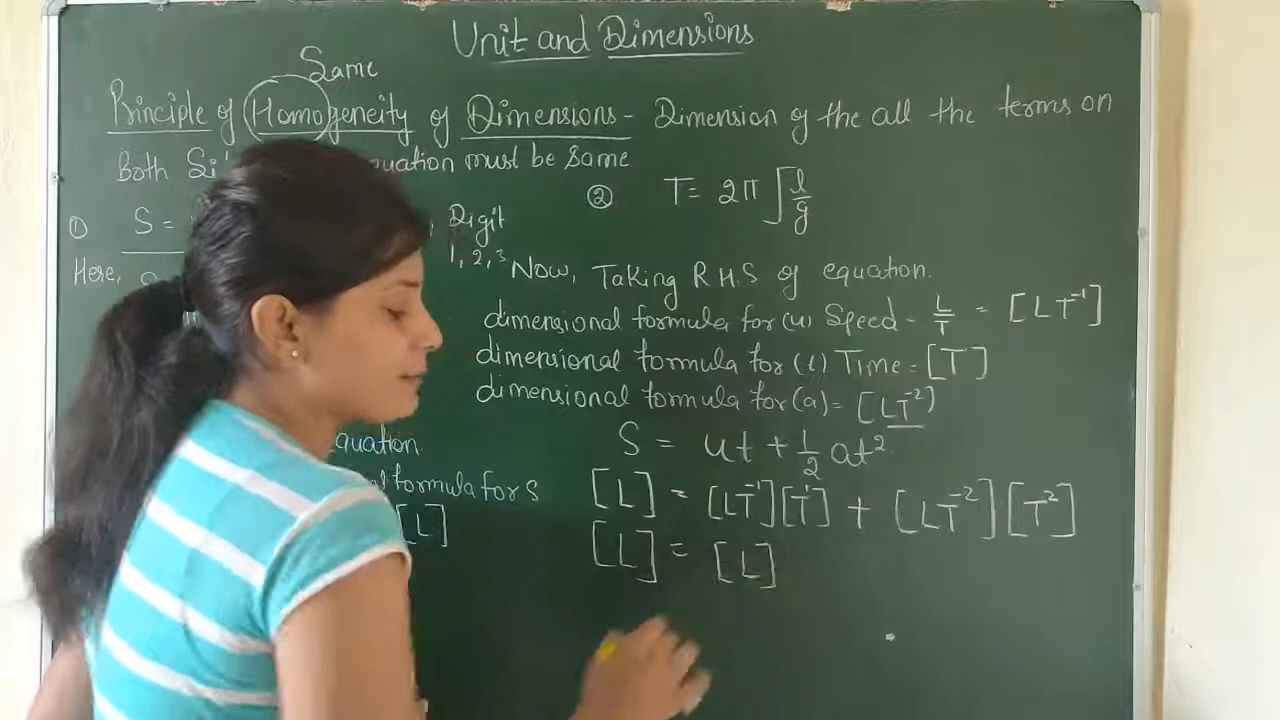 Unit and Dimensions
Same
Principle of Homogeneity of Dimensions - Dimension of the all the terms on
Both equation must be same
① S =
Digit
1, 2, 3
Here,
② T = 2π √l/g
Now, Taking R.H.S of equation.
dimensional formula for (u) Speed - L/T = [LT⁻¹]
dimensional formula for (t) Time = [T]
dimensional formula for (a) = [LT⁻²)
S = ut + 1/2 at²
[L] = [LT⁻¹][T¹] + [LT⁻²][T²]
[L] = [L]
equation.
formula for s
[L]